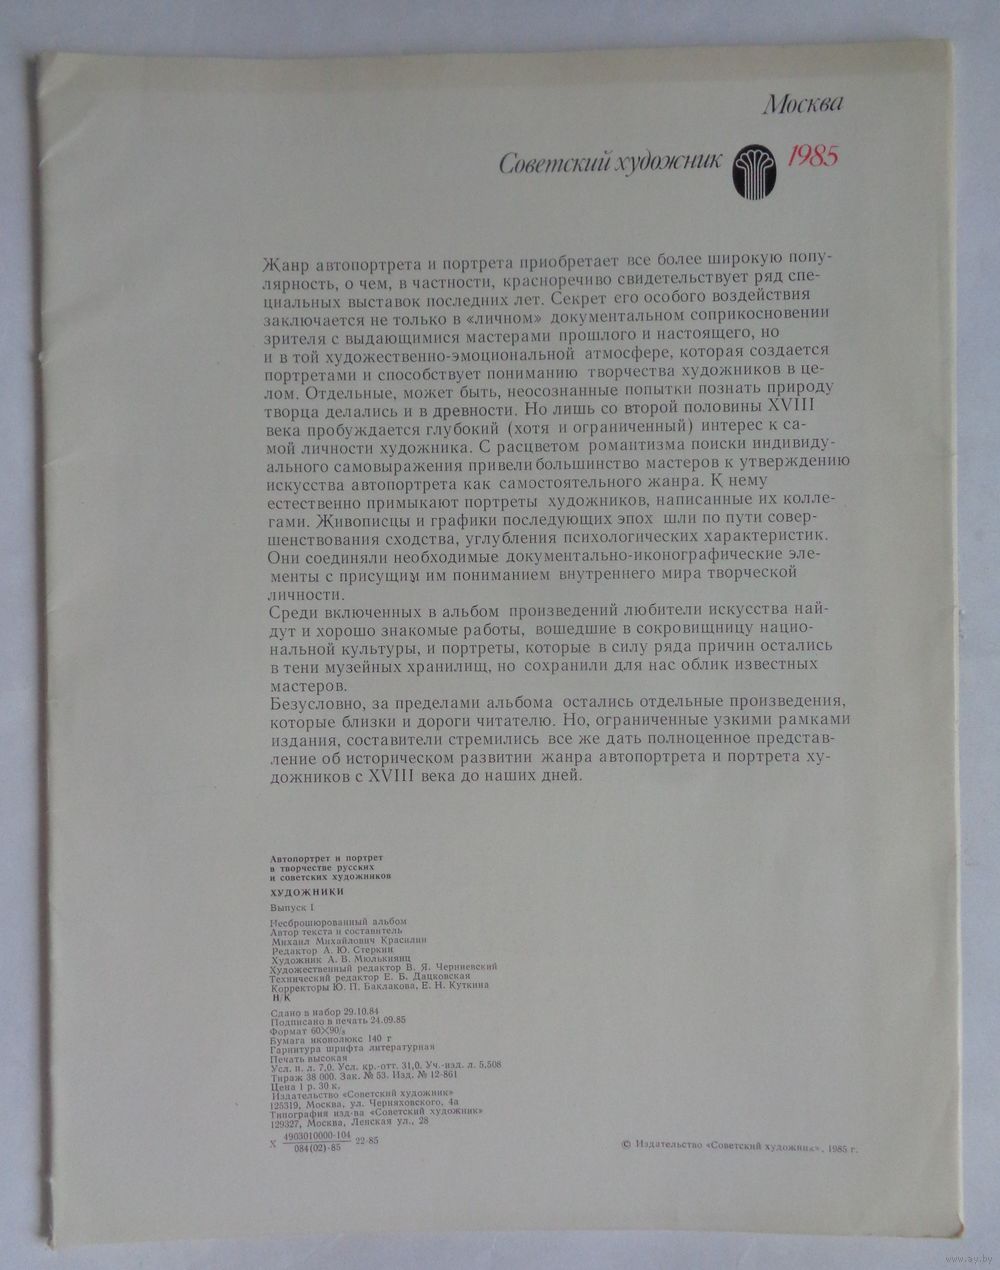 Москва
Советский художник 1985
Жанр автопортрета и портрета приобретает все более широкую попу-
лярность, о чем, в частности, красноречиво свидетельствует ряд спе-
циальных выставок последних лет. Секрет его особого воздействия
заключается не только в «личном» документальном соприкосновении
зрителя с выдающимися мастерами прошлого и настоящего, но
и в той художественно-эмоциональной атмосфере, которая создается
портретами и способствует пониманию творчества художников в це-
лом. Отдельные, может быть, неосознанные попытки познать природу
творца делались и в древности. Но лишь со второй половины XVIII
века пробуждается глубокий (хотя и ограниченный) интерес к са-
мой личности художника. С расцветом романтизма поиски индивиду-
ального самовыражения привели большинство мастеров к утверждению
искусства автопортрета как самостоятельного жанра. К нему
естественно примыкают портреты художников, написанные их колле-
гами. Живописцы и графики последующих эпох шли по пути совер-
шенствования сходства, углубления психологических характеристик.
Они соединяли необходимые документально-иконографические эле-
менты с присущим им пониманием внутреннего мира творческой
личности.
Среди включенных в альбом произведений любители искусства най-
дут и хорошо знакомые работы, вошедшие в сокровищницу нацио-
нальной культуры, и портреты, которые в силу ряда причин остались
в тени музейных хранилищ, но сохранили для нас облик известных
мастеров.
Безусловно, за пределами альбома остались отдельные произведения,
которые близки и дороги читателю. Но, ограниченные узкими рамками
издания, составители стремились все же дать полноценное представ-
ление об историческом развитии жанра автопортрета и портрета ху-
дожников с XVIII века до наших дней.
Автопортрет и портрет
в творчестве русских
и советских художников
ХУДОЖНИКИ
Выпуск I
Несброшюрованный альбом
Автор текста и составитель
Михаил Михайлович Красилин
Редактор А. Ю. Стеркин
Художник А. В. Мюлькиянц
Художественный редактор В. Я. Черниевский
Технический редактор Е. Б. Дацковская
Корректоры Ю. П. Баклакова, Е. Н. Куткина
Н/К
Сдано в набор 29.10.84
Подписано в печать 24.09.85
Формат 60×90/8
Бумага иконолюкс 140 г
Гарнитура шрифта литературная
Печать высокая
Усл. п. л. 7,0. Усл. кр.-отт. 31,0. Уч.-изд. л. 5,508
Тираж 38 000. Зак. № 53. Изд. № 12-861
Цена 1 р. 30 к.
Издательство «Советский художник»
125319, Москва, ул. Черняховского, 4а
Типография изд-ва «Советский художник»
129327, Москва, Ленская ул., 28
Х 4903010000-104 / 084(02)-85 22-85
© Издательство «Советский художник», 1985 г.
www.ay.by